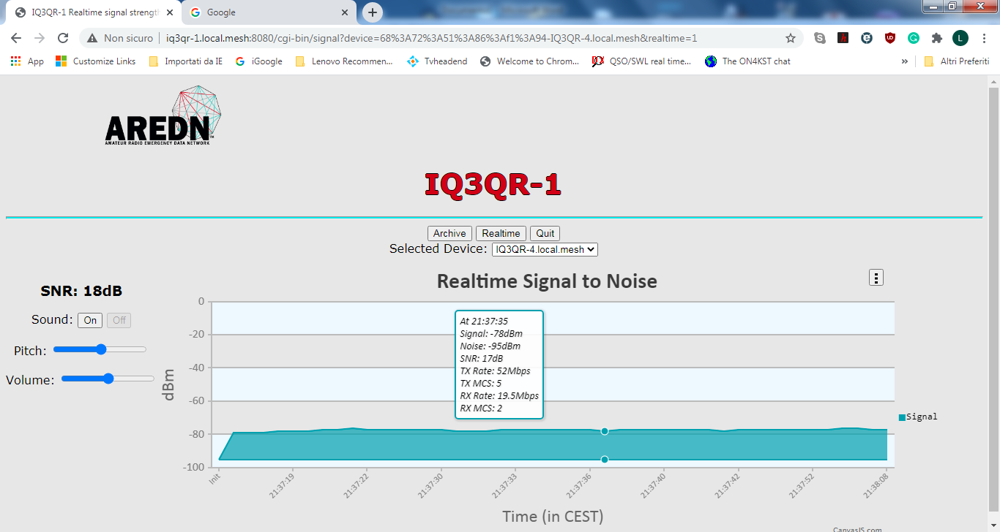 IQ3QR-1 Realtime signal strengt
Google
Non sicuro
iq3qr-1.local.mesh:8080/cgi-bin/signal?device=68%3A72%3A51%3A86%3Af1%3A94-IQ3QR-4.local.mesh&realtime=1
L
App
Customize Links
Importati da IE
iGoogle
Lenovo Recommen...
Tvheadend
Welcome to Chrom...
QSO/SWL real time...
The ON4KST chat
»
Altri Preferiti
AREDN™
AMATEUR RADIO EMERGENCY DATA NETWORK
IQ3QR-1
Archive Realtime Quit
Selected Device: IQ3QR-4.local.mesh
SNR: 18dB
Sound: On Off
Pitch:
Volume:
Realtime Signal to Noise
dBm
0
-20
-40
-60
-80
-100
At 21:37:35
Signal: -78dBm
Noise: -95dBm
SNR: 17dB
TX Rate: 52Mbps
TX MCS: 5
RX Rate: 19.5Mbps
RX MCS: 2
Signal
Init 21:37:19 21:37:22 21:37:30 21:37:33 21:37:36 21:37:40 21:37:42 21:37:52 21:38:08
Time (in CEST)
CanvasJS.com